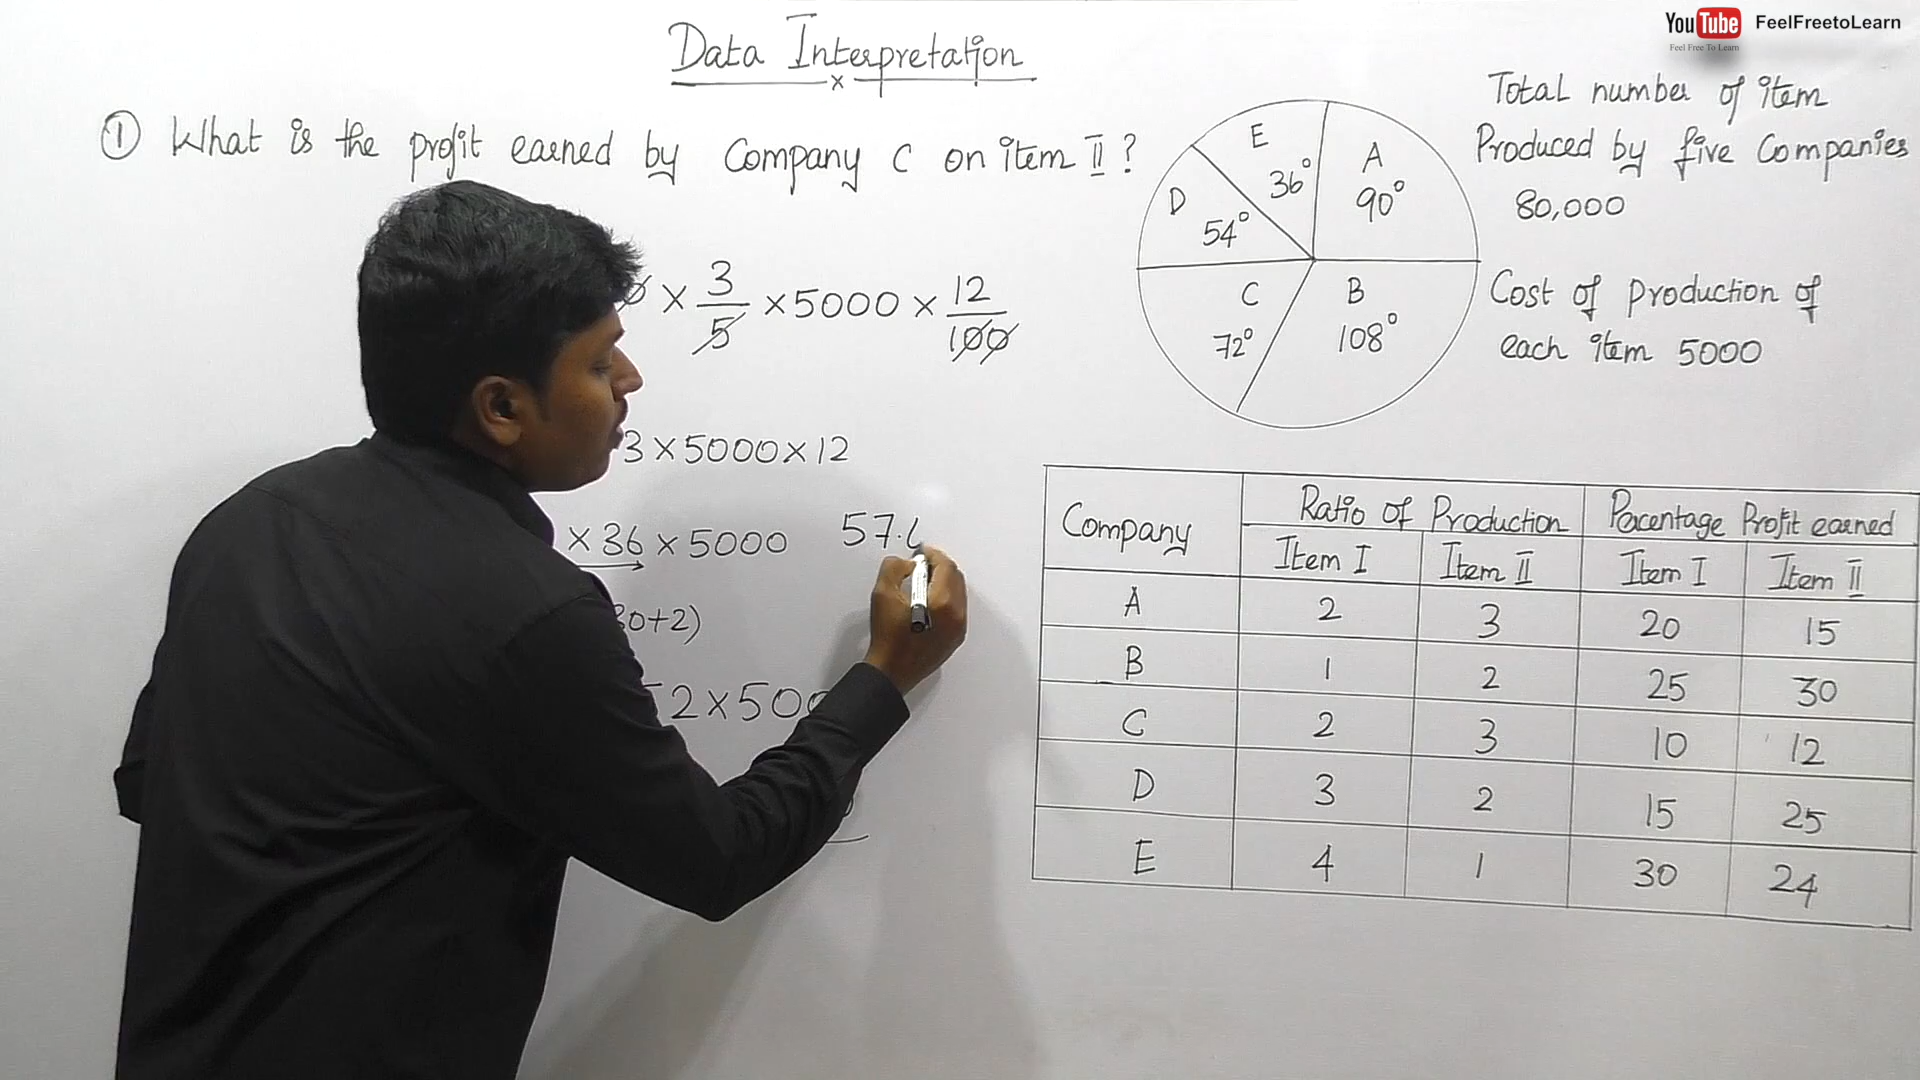 YouTube FeelFreetoLearn
Feel Free To Learn
Data Interpretation
x
① What is the profit earned by Company C on item II ?
× 3/5 × 5000 × 12/100
3 × 5000 × 12
× 36 × 5000
57.
30+2)
2 × 500
E
36°
A
90°
D
54°
C
72°
B
108°
Total number of item
Produced by five Companies
80,000
Cost of production of
each item 5000
Company Ratio of Production Pecentage Profit earned
Item I Item II Item I Item II
A 2 3 20 15
B 1 2 25 30
C 2 3 10 12
D 3 2 15 25
E 4 1 30 24